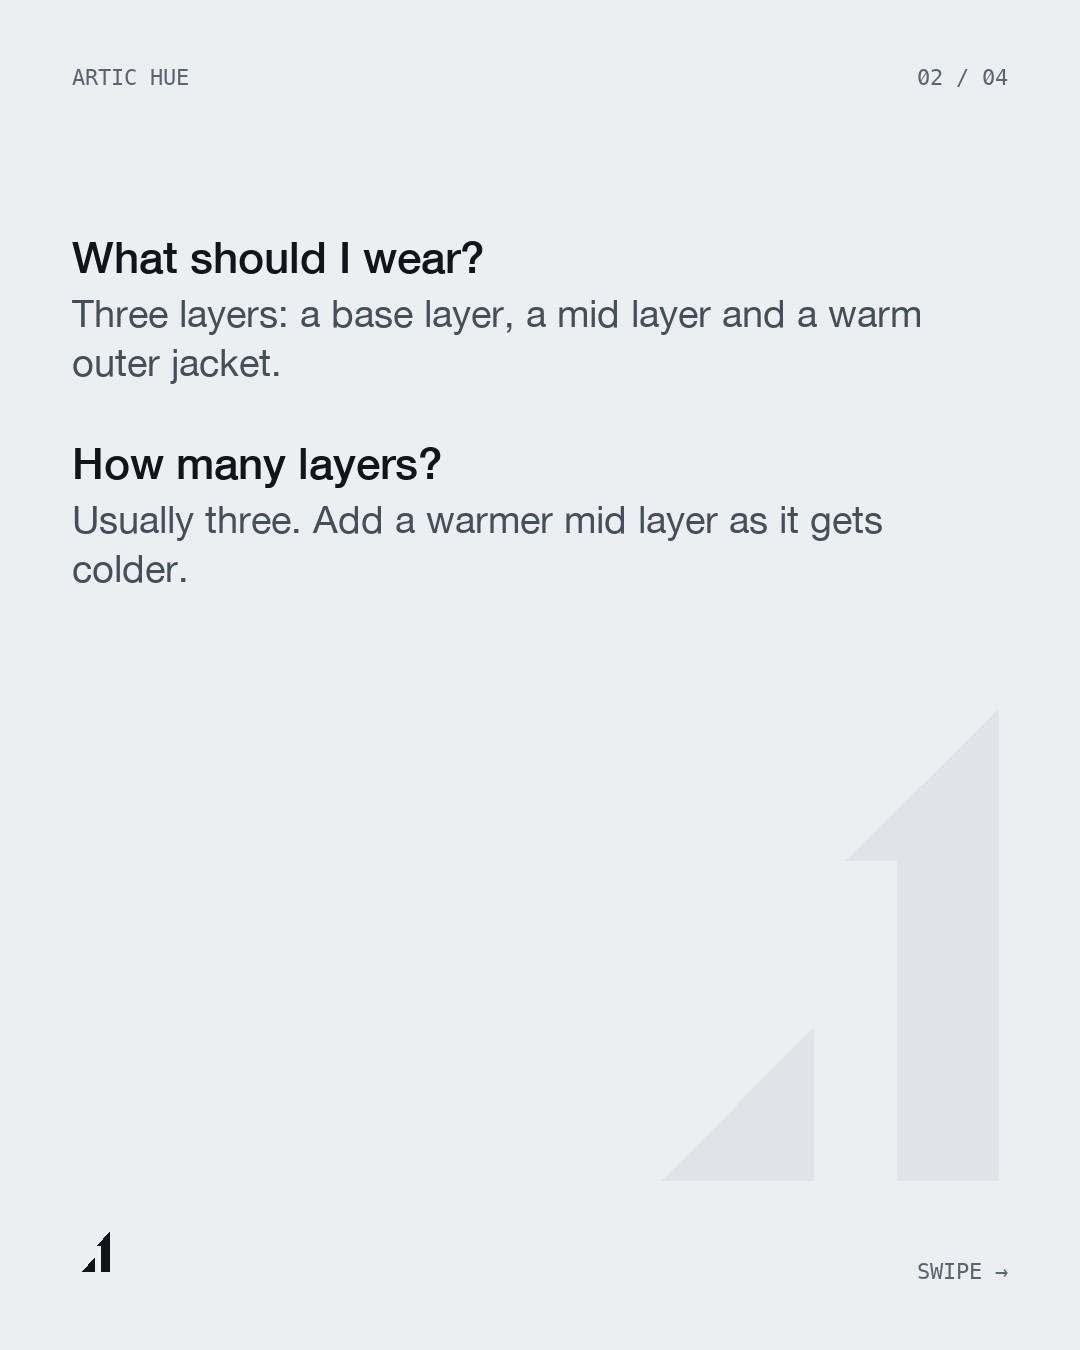 ARTIC HUE
02 / 04
What should I wear?
Three layers: a base layer, a mid layer and a warm
outer jacket.
How many layers?
Usually three. Add a warmer mid layer as it gets
colder.
SWIPE →